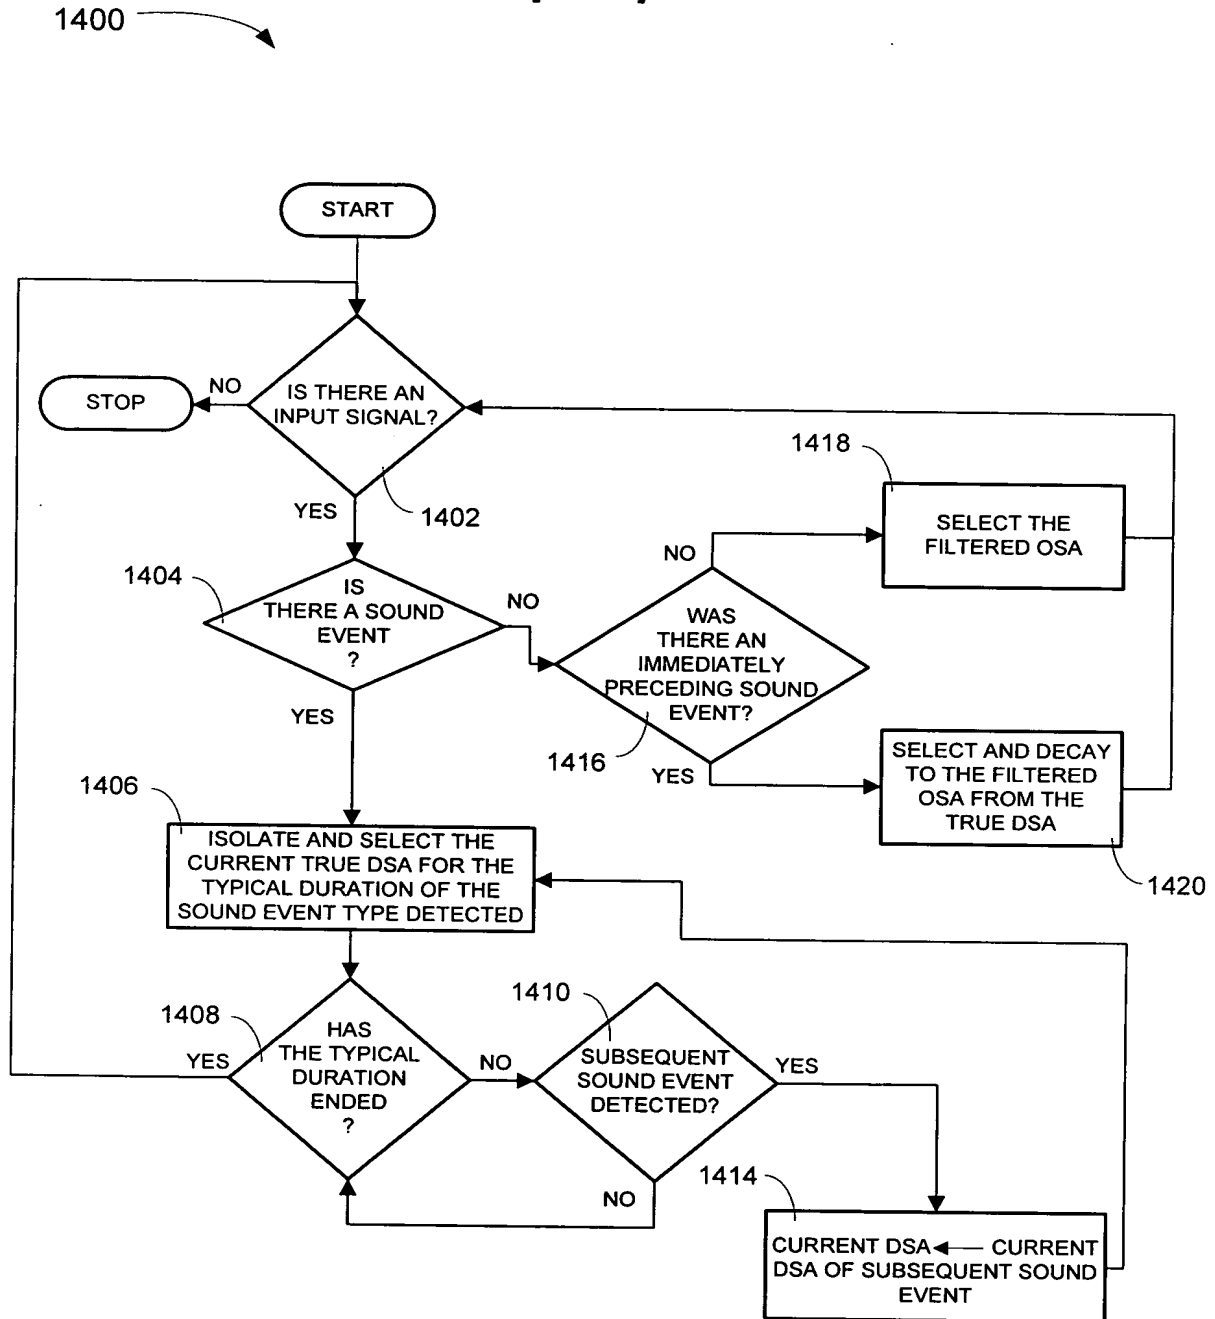 1400
START
IS THERE AN
INPUT SIGNAL?
NO
STOP
YES
1402
1404
IS
THERE A SOUND
EVENT
?
NO
WAS
THERE AN
IMMEDIATELY
PRECEDING SOUND
EVENT?
1416
NO
1418
SELECT THE
FILTERED OSA
YES
SELECT AND DECAY
TO THE FILTERED
OSA FROM THE
TRUE DSA
1420
YES
1406
ISOLATE AND SELECT THE
CURRENT TRUE DSA FOR THE
TYPICAL DURATION OF THE
SOUND EVENT TYPE DETECTED
1408
HAS
THE TYPICAL
DURATION
ENDED
?
YES
NO
1410
SUBSEQUENT
SOUND EVENT
DETECTED?
YES
NO
1414
CURRENT DSA ← CURRENT
DSA OF SUBSEQUENT SOUND
EVENT